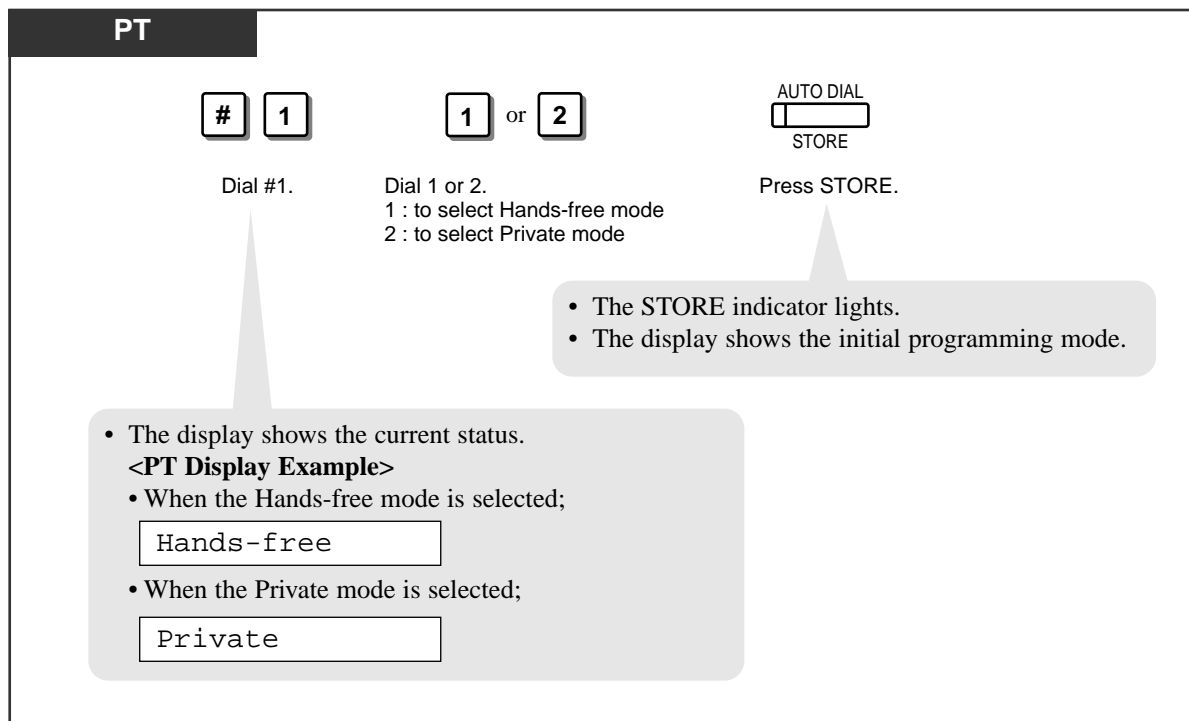 PT
# 1 1 or 2 AUTO DIAL
STORE
Dial #1.
Dial 1 or 2.
1 : to select Hands-free mode
2 : to select Private mode
Press STORE.
• The STORE indicator lights.
• The display shows the initial programming mode.
• The display shows the current status.
<PT Display Example>
• When the Hands-free mode is selected;
Hands-free
• When the Private mode is selected;
Private